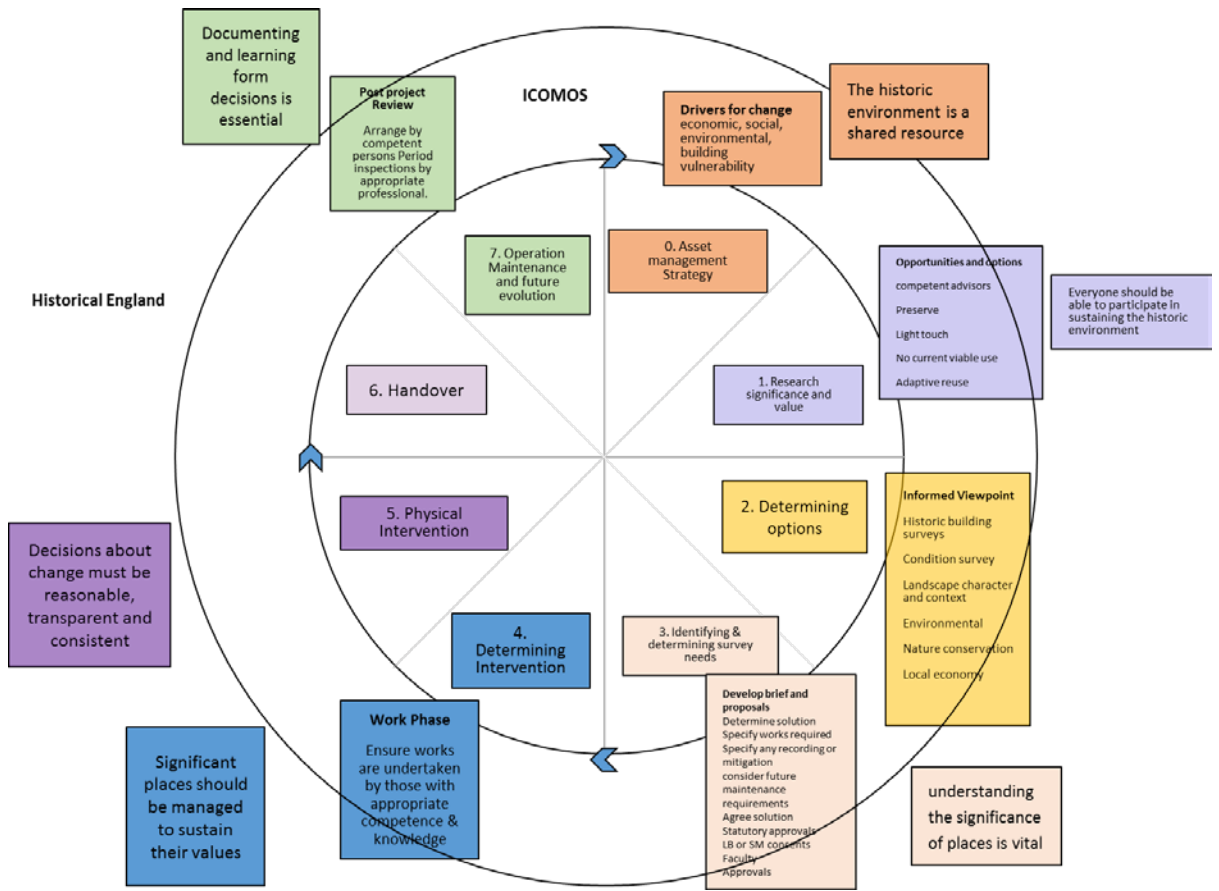 Documenting
and learning
form
decisions is
essential
Post project
Review
Arrange by
competent
persons Period
inspections by
appropriate
professional.
ICOMOS
Drivers for change
economic, social,
environmental,
building
vulnerability
The historic
environment is a
shared resource
7. Operation
Maintenance
and future
evolution
0. Asset
management
Strategy
Opportunities and options
competent advisors
Preserve
Light touch
No current viable use
Adaptive reuse
Everyone should be
able to participate in
sustaining the historic
environment
Historical England
6. Handover
1. Research
significance and
value
5. Physical
Intervention
2. Determining
options
Informed Viewpoint
Historic building
surveys
Condition survey
Landscape character
and context
Environmental
Nature conservation
Local economy
Decisions about
change must be
reasonable,
transparent and
consistent
4.
Determining
Intervention
3. Identifying &
determining survey
needs
Develop brief and
proposals
Determine solution
Specify works required
Specify any recording or
mitigation
consider future
maintenance
requirements
Agree solution
Statutory approvals
LB or SM consents
Faculty
Approvals
Work Phase
Ensure works
are undertaken
by those with
appropriate
competence &
knowledge
Significant
places should
be managed
to sustain
their values
understanding
the significance
of places is vital